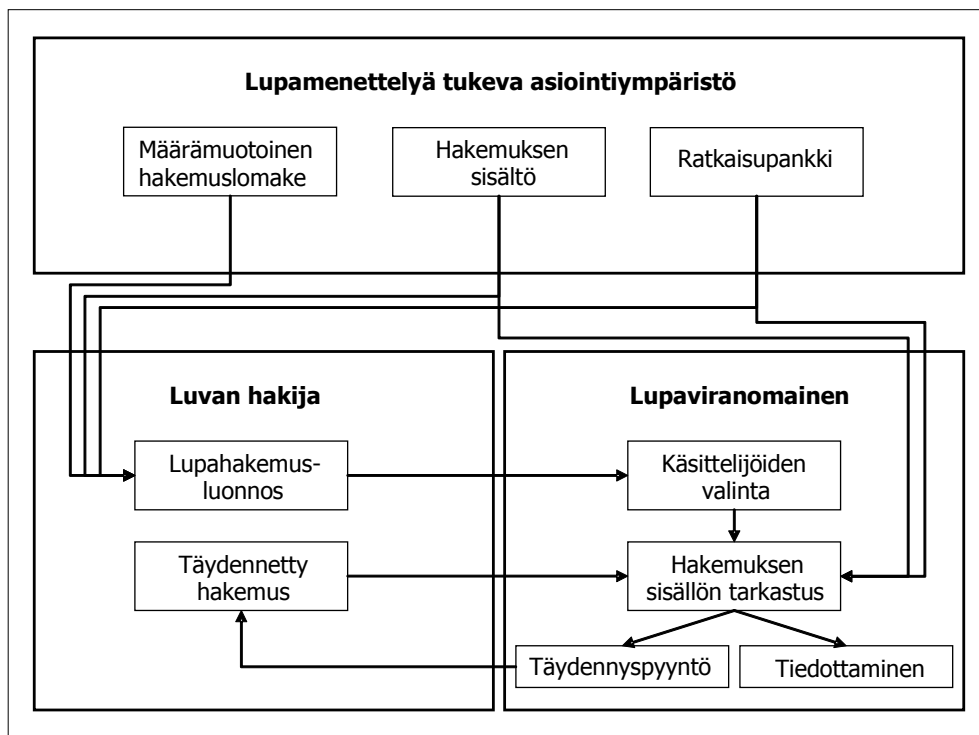 Lupamenettelyä tukeva asiointiympäristö
Määrämuotoinen
hakemuslomake
Hakemuksen
sisältö
Ratkaisupankki
Luvan hakija
Lupahakemus-
luonnos
Täydennetty
hakemus
Lupaviranomainen
Käsittelijöiden
valinta
Hakemuksen
sisällön tarkastus
Täydennyspyyntö
Tiedottaminen